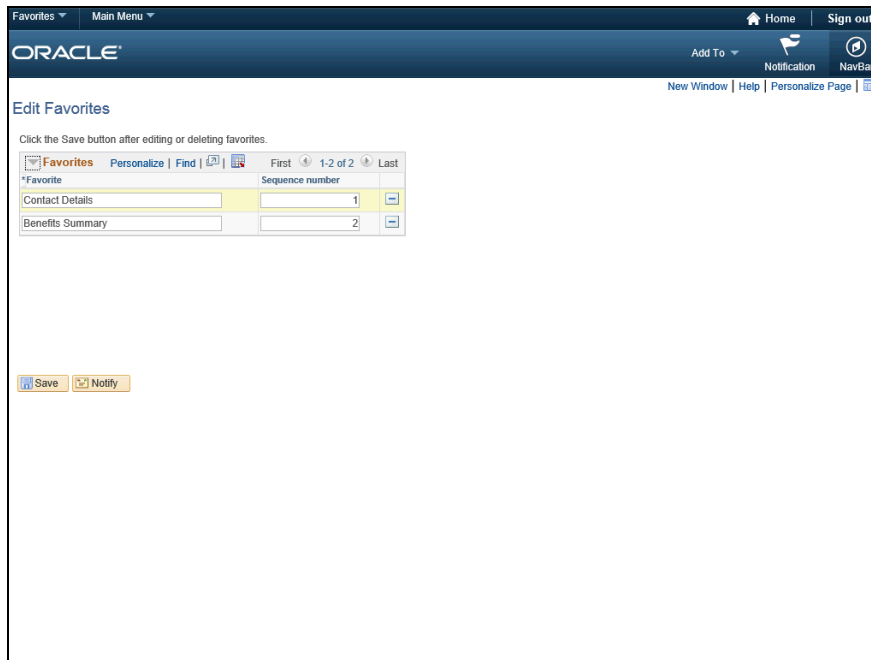 Favorites Main Menu Home Sign out
ORACLE Add To
Notification NavBa
New Window | Help | Personalize Page |
Edit Favorites
Click the Save button after editing or deleting favorites.
Favorites Personalize | Find | | First 1-2 of 2 Last
*Favorite Sequence number
Contact Details 1
Benefits Summary 2
Save Notify